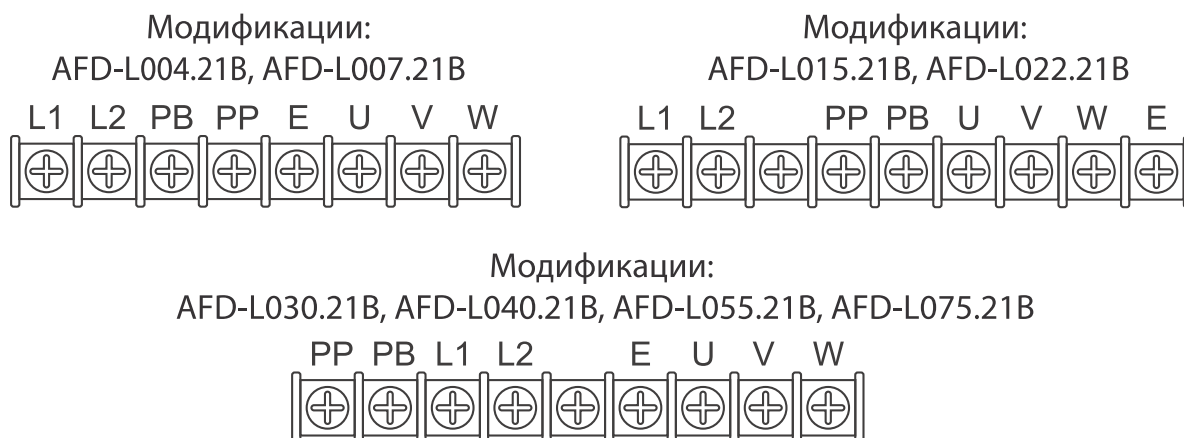 Модификации:
AFD-L004.21B, AFD-L007.21B
L1 L2 PB PP E U V W
Модификации:
AFD-L015.21B, AFD-L022.21B
L1 L2 PP PB U V W E
Модификации:
AFD-L030.21B, AFD-L040.21B, AFD-L055.21B, AFD-L075.21B
PP PB L1 L2 E U V W